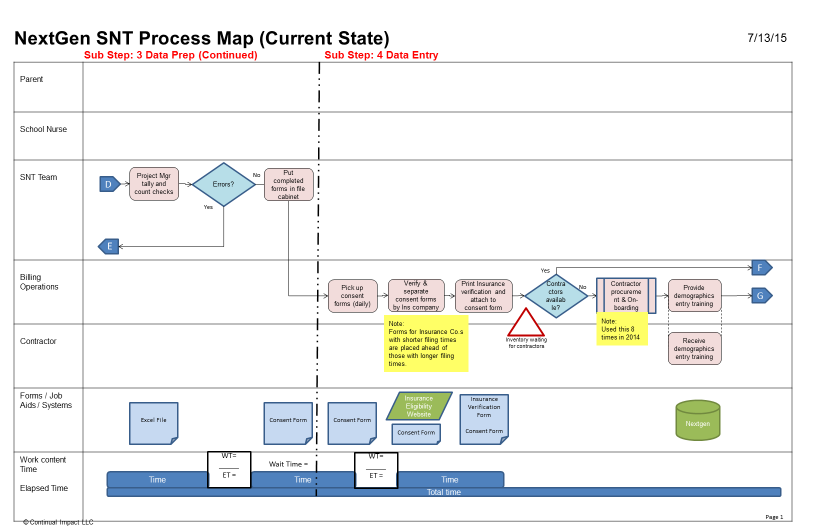 NextGen SNT Process Map (Current State)
7/13/15
Sub Step: 3 Data Prep (Continued)
Sub Step: 4 Data Entry
Parent
School Nurse
SNT Team
D
Project Mgr
tally and
count checks
Errors?
No
Yes
Put
completed
forms in file
cabinet
E
Billing
Operations
Pick up
consent
forms (daily)
Verify &
separate
consent forms
by Ins company
Print Insurance
verification and
attach to
consent form
Yes
Contra
ctors
availab
le?
No
Contractor
procureme
nt & On-
boarding
Provide
demographics
entry training
F
G
Note:
Forms for Insurance Co.s
with shorter filing times
are placed ahead of
those with longer filing
times.
Inventory waiting
for contractors
Note:
Used this 8
times in 2014
Contractor
Receive
demographics
entry training
Forms / Job
Aids / Systems
Excel File
Consent Form
Consent Form
Insurance
Eligibility
Website
Consent Form
Insurance
Verification
Form
Consent Form
Nextgen
Work content
Time
Elapsed Time
Time
WT=
ET =
Wait Time =
Time
WT=
ET =
Time
Total time
© Continual Impact LLC
Page 1